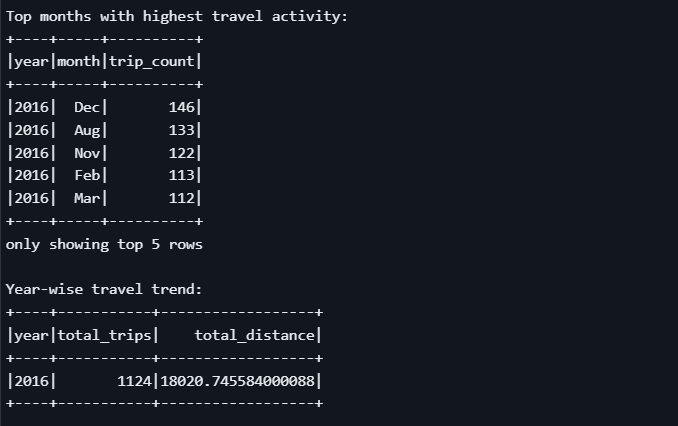 Top months with highest travel activity:
+----+-----+----------+
|year|month|trip_count|
+----+-----+----------+
|2016|  Dec|       146|
|2016|  Aug|       133|
|2016|  Nov|       122|
|2016|  Feb|       113|
|2016|  Mar|       112|
+----+-----+----------+
only showing top 5 rows

Year-wise travel trend:
+----+-----------+------------------+
|year|total_trips|    total_distance|
+----+-----------+------------------+
|2016|       1124|18020.745584000088|
+----+-----------+------------------+